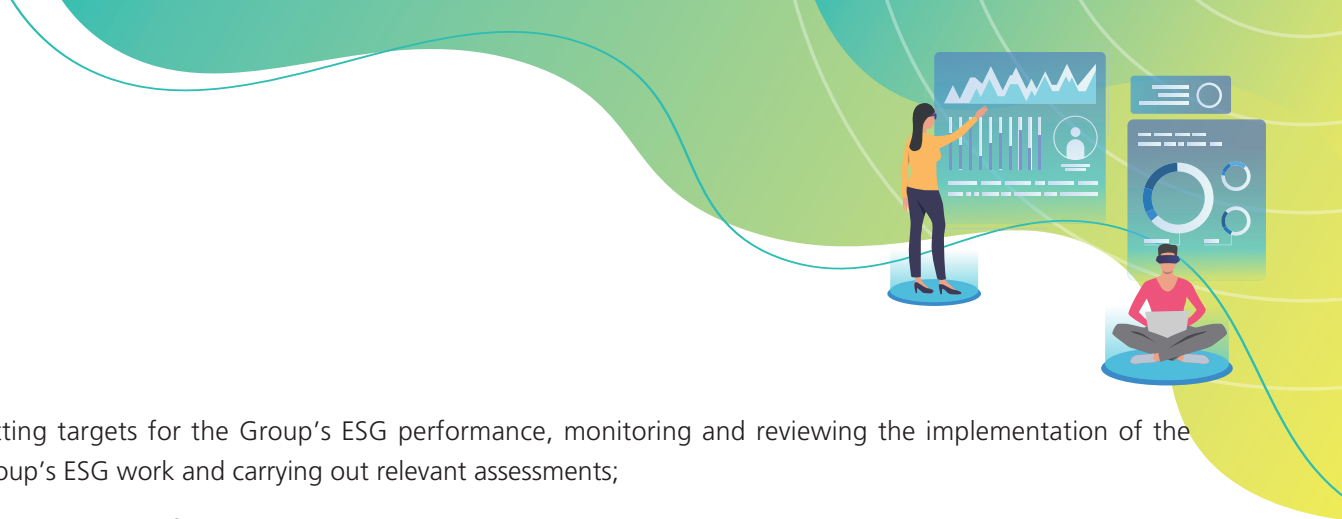 tting targets for the Group's ESG performance, monitoring and reviewing the implementation of the
oup's ESG work and carrying out relevant assessments;